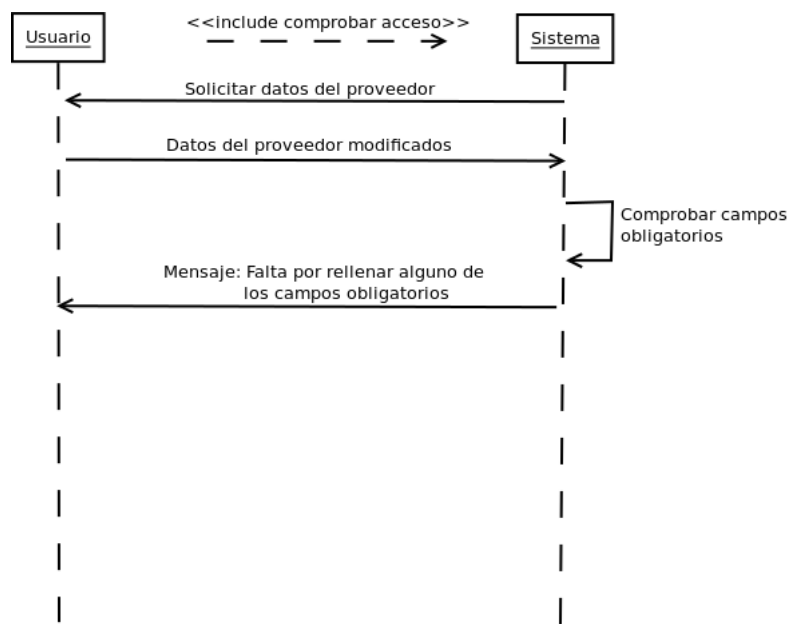 <<include comprobar acceso>>
Usuario
Sistema
Solicitar datos del proveedor
Datos del proveedor modificados
Comprobar campos
obligatorios
Mensaje: Falta por rellenar alguno de
los campos obligatorios